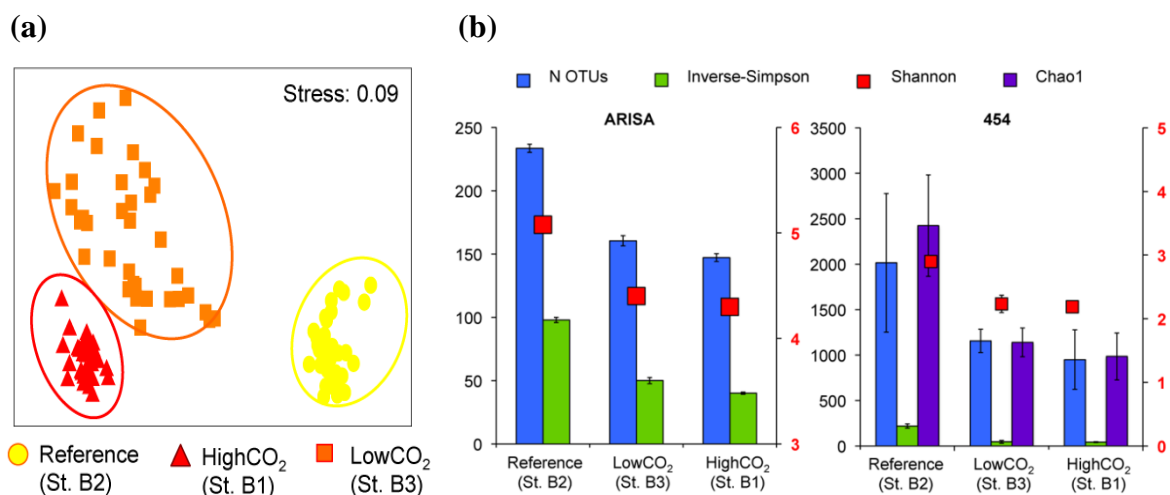 (a)
Stress: 0.09
Reference
(St. B2)
HighCO₂
(St. B1)
LowCO₂
(St. B3)
(b)
N OTUs
Inverse-Simpson
Shannon
Chao1
ARISA
250
200
150
100
50
0
6
5
4
3
Reference
(St. B2)
LowCO₂
(St. B3)
HighCO₂
(St. B1)
454
3500
3000
2500
2000
1500
1000
500
0
5
4
3
2
1
0
Reference
(St. B2)
LowCO₂
(St. B3)
HighCO₂
(St. B1)